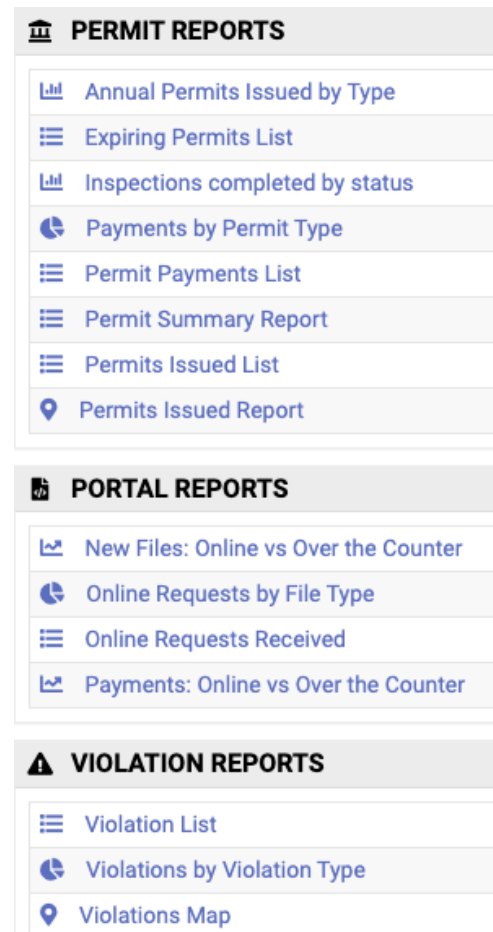 PERMIT REPORTS
Annual Permits Issued by Type
Expiring Permits List
Inspections completed by status
Payments by Permit Type
Permit Payments List
Permit Summary Report
Permits Issued List
Permits Issued Report
PORTAL REPORTS
New Files: Online vs Over the Counter
Online Requests by File Type
Online Requests Received
Payments: Online vs Over the Counter
VIOLATION REPORTS
Violation List
Violations by Violation Type
Violations Map